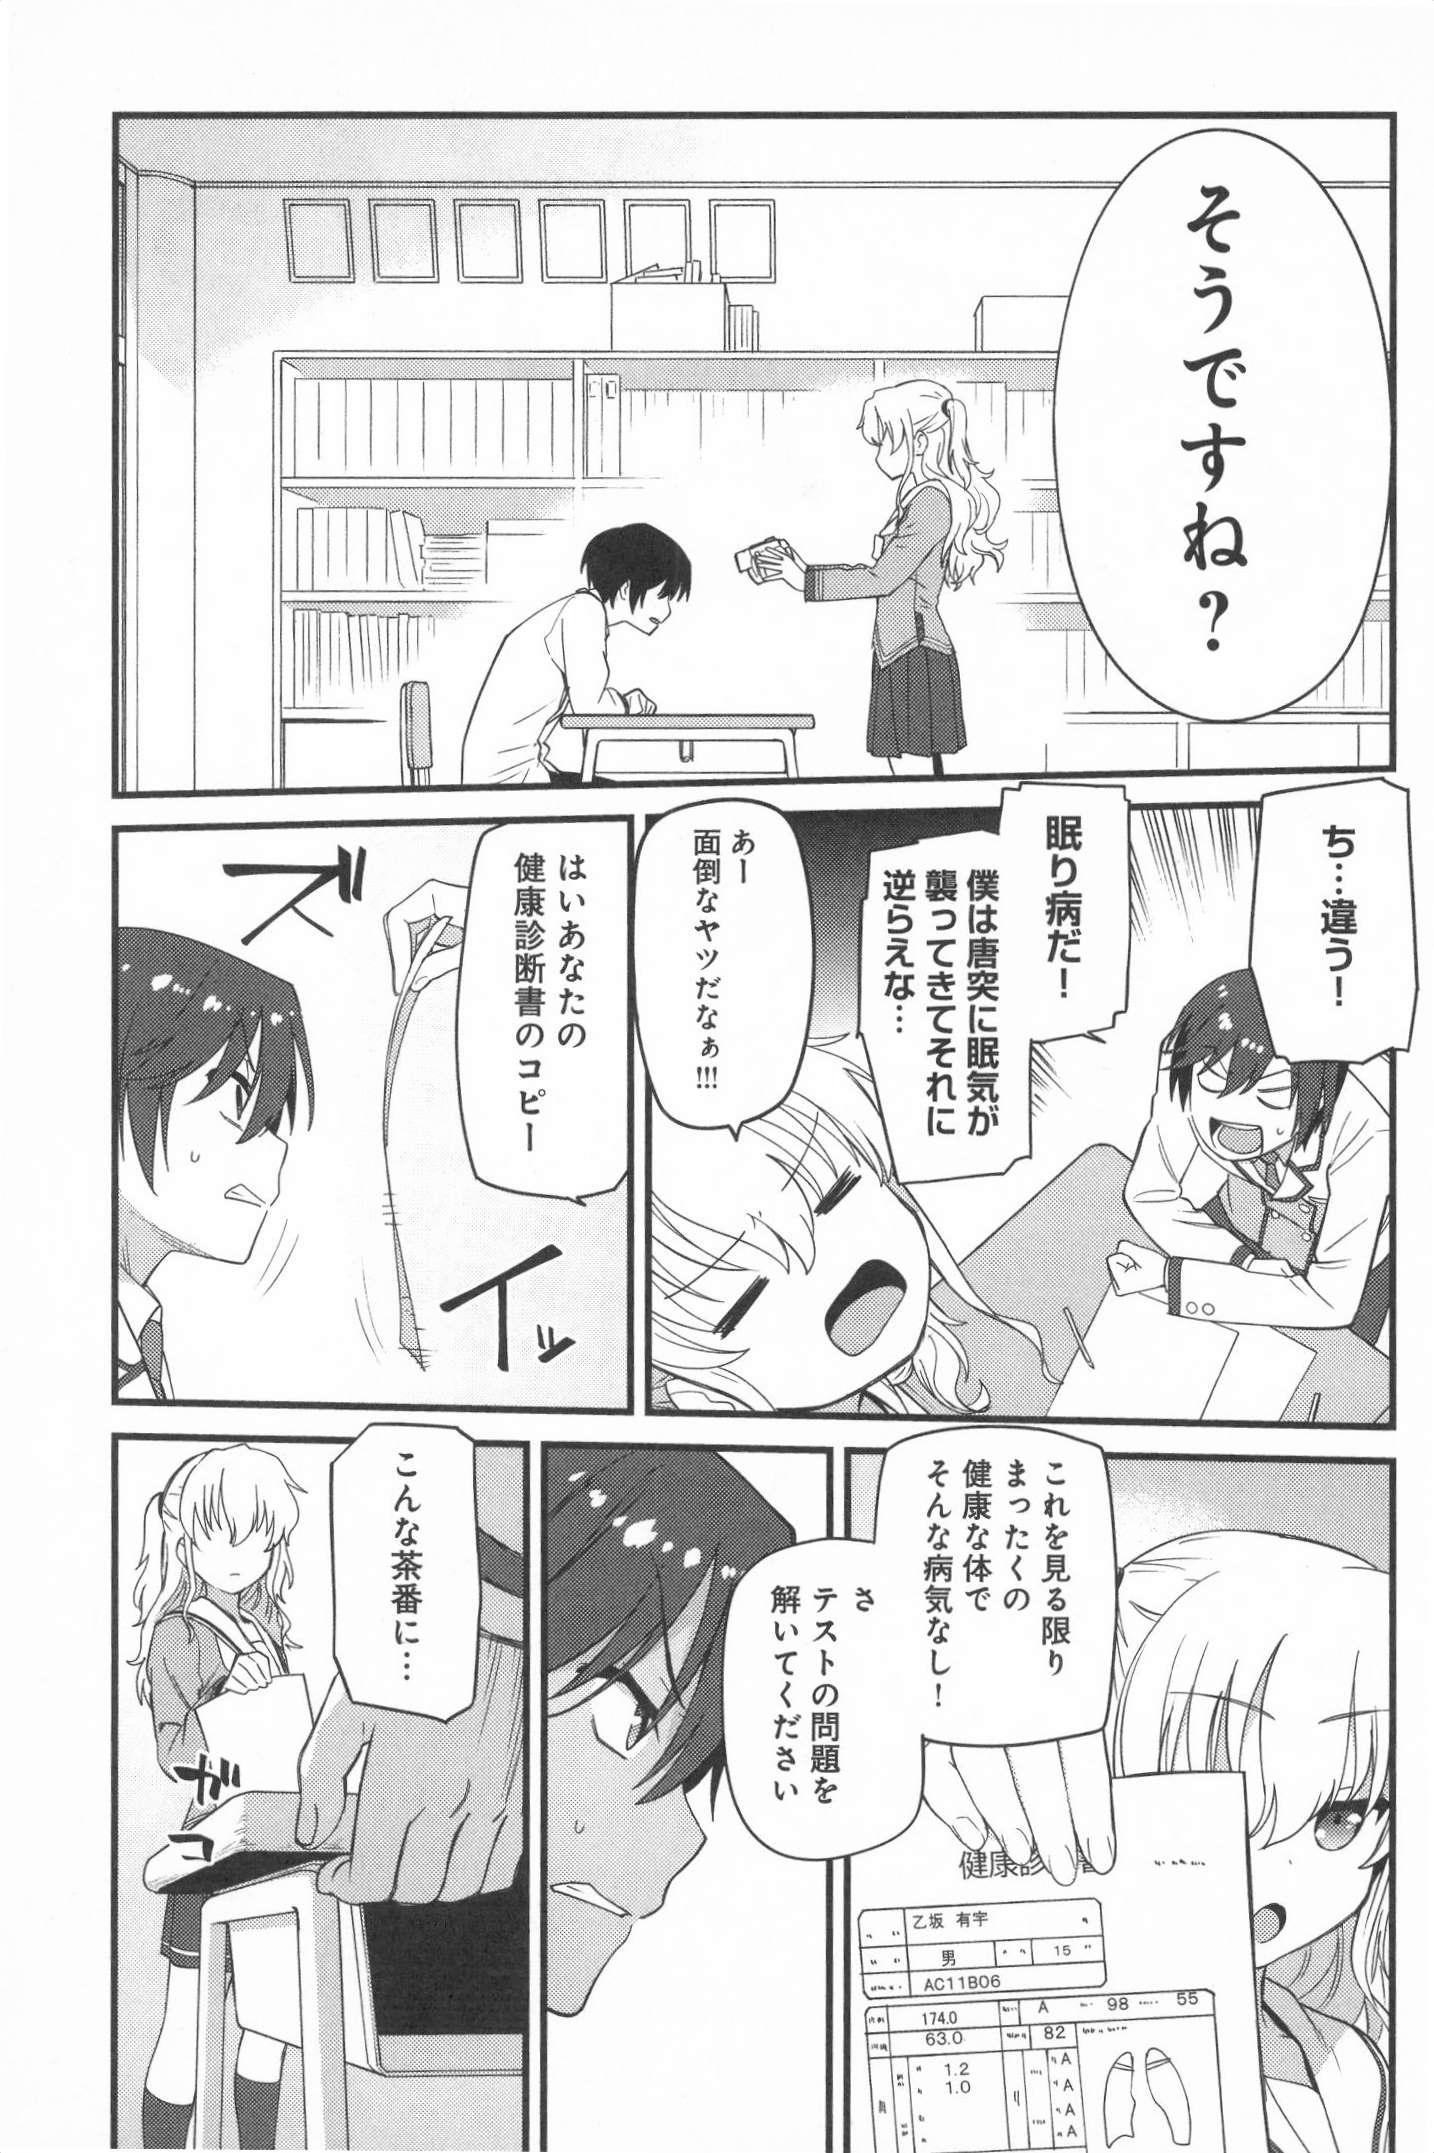 そうですね?
ち…違う!
眠り病だ!
僕は唐突に眠気が
襲ってきてそれに
逆らえな…
あー
面倒なヤツだなぁ!!!
はいあなたの
健康診断書のコピー
ズイッ
これを見る限り
まったくの
健康な体で
そんな病気なし!
さ
テストの問題を
解いてください
健康診
乙坂 有宇
男
15
AC11B06
174.0
A
98
55
63.0
82
1.2
1.0
A
A
A
A
こんな茶番に…
ガコ